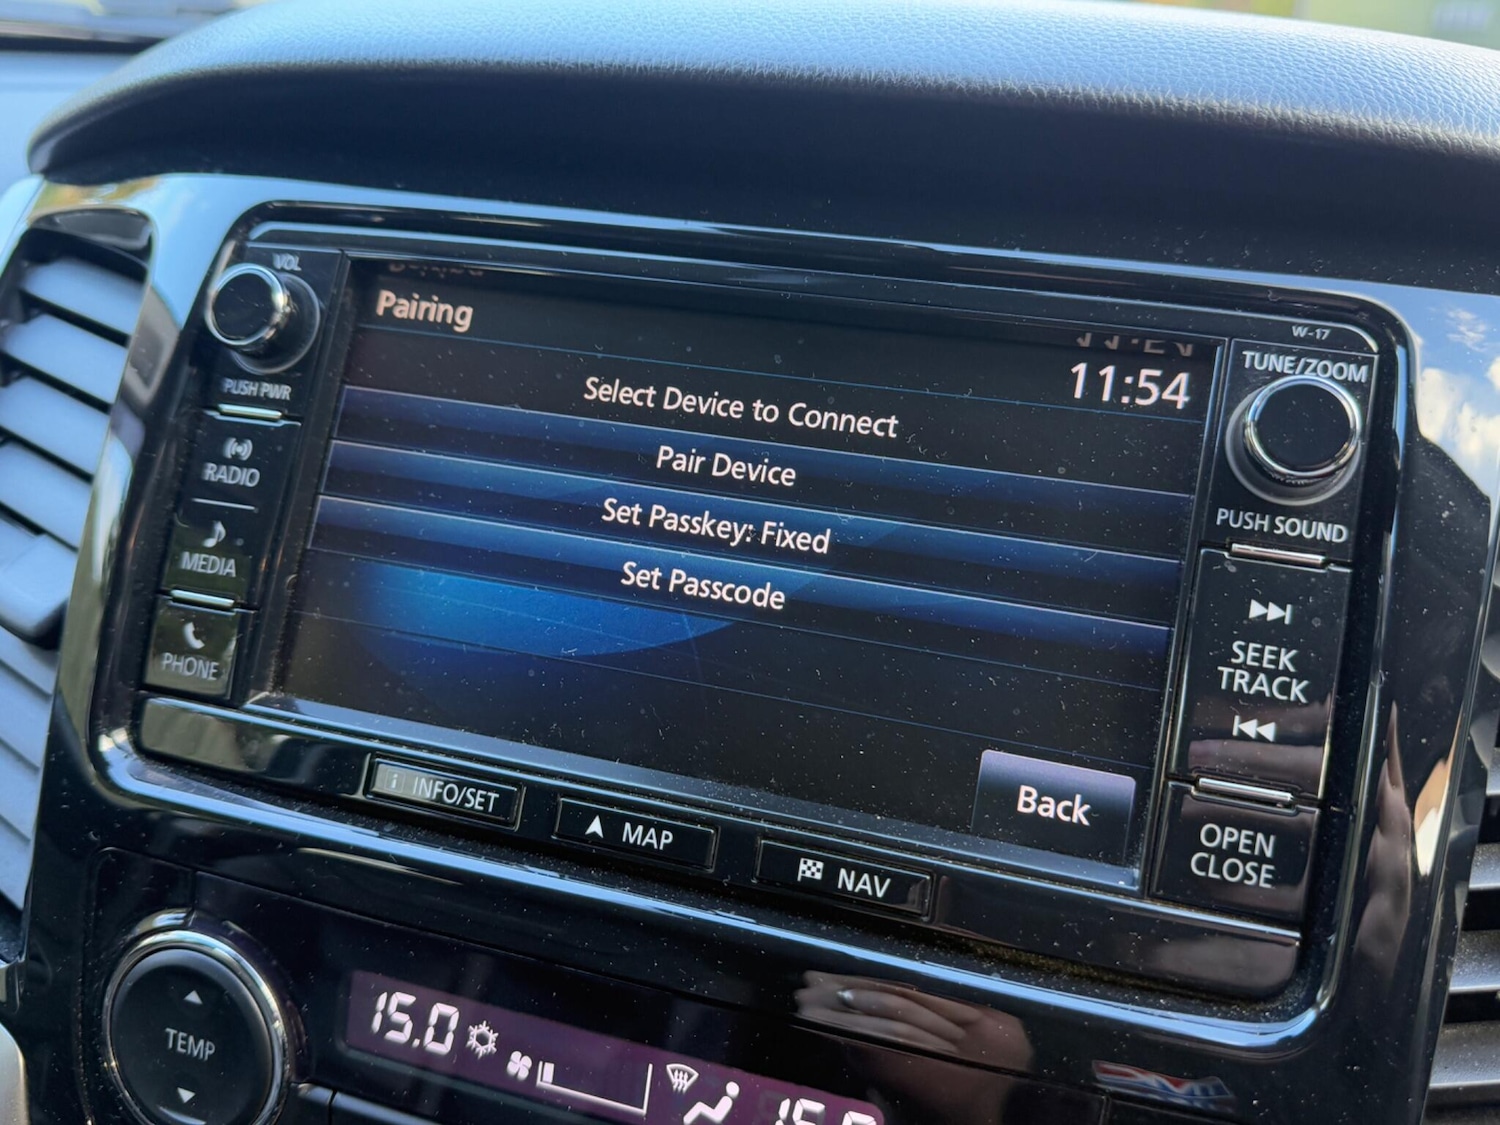 VOL
Pairing
W-17
TUNE/ZOOM
11:54
Select Device to Connect
PUSH PWR
Pair Device
RADIO
Set Passkey: Fixed
PUSH SOUND
MEDIA
Set Passcode
PHONE
SEEK
TRACK
Back
i INFO/SET
MAP
NAV
OPEN
CLOSE
15.0
TEMP